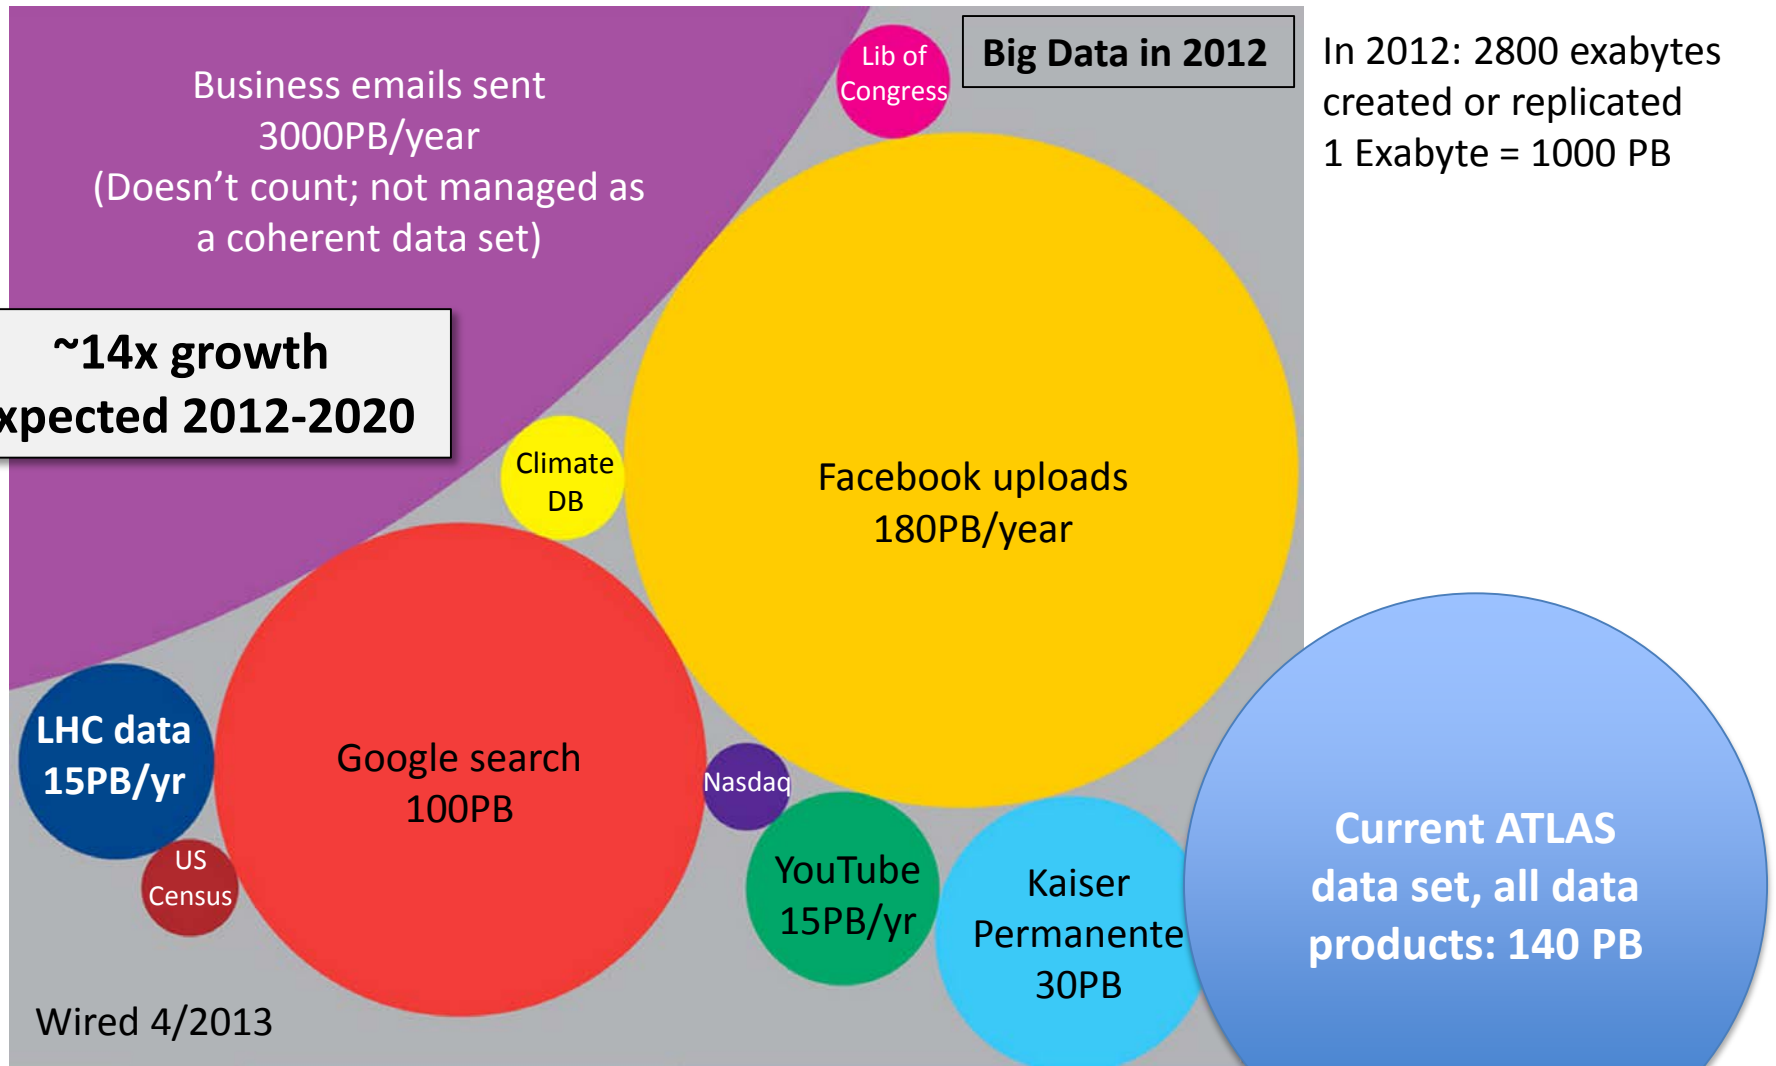 Business emails sent
3000PB/year
(Doesn't count; not managed as
a coherent data set)
Lib of
Congress
Big Data in 2012
In 2012: 2800 exabytes
created or replicated
1 Exabyte = 1000 PB
~14x growth
xpected 2012-2020
Climate
DB
Facebook uploads
180PB/year
LHC data
15PB/yr
Google search
100PB
Nasdaq
US
Census
YouTube
15PB/yr
Kaiser
Permanente
30PB
Current ATLAS
data set, all data
products: 140 PB
Wired 4/2013